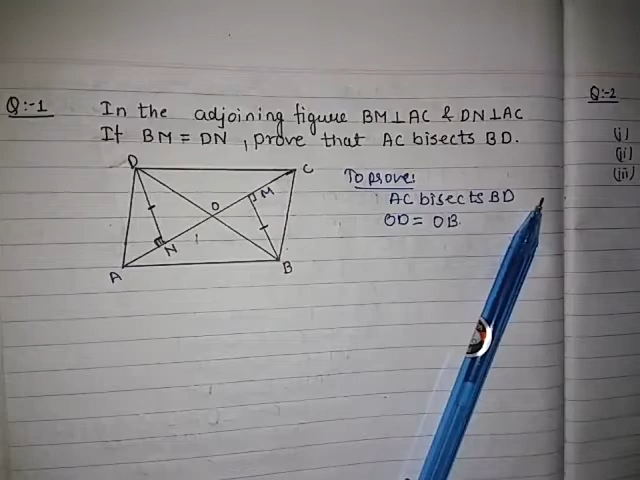 Q:-1 In the adjoining figure BM⊥AC & DN⊥AC
If BM = DN, prove that AC bisects BD.
D
C
O
M
N
A
B
To prove:
AC bisects BD
OD = OB
Q:-2
(i)
(ii)
(iii)